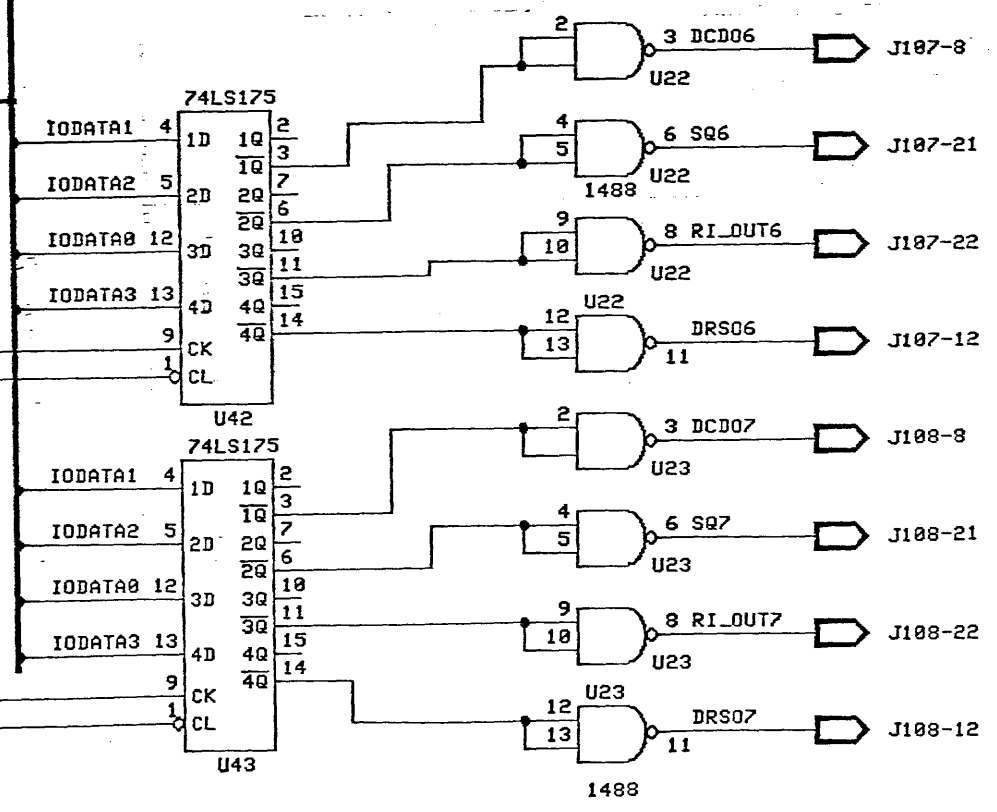 2
3 DCDO6
J107-8
U22
74LS175
IODATA1 4 1D 1Q 2
1Q 3
IODATA2 5 2D 2Q 7
2Q 6
IODATA0 12 3D 3Q 10
3Q 11
IODATA3 13 4D 4Q 15
4Q 14
9 CK
1 CL
U42
4
5
6 SQ6
J107-21
U22
1488
9
10
8 RI_OUT6
J107-22
U22
U22
12
13
DRSO6
11
J107-12
74LS175
IODATA1 4 1D 1Q 2
1Q 3
IODATA2 5 2D 2Q 7
2Q 6
IODATA0 12 3D 3Q 10
3Q 11
IODATA3 13 4D 4Q 15
4Q 14
9 CK
1 CL
U43
2
3 DCDO7
J108-8
U23
4
5
6 SQ7
J108-21
U23
9
10
8 RI_OUT7
J108-22
U23
U23
12
13
DRSO7
11
J108-12
1488